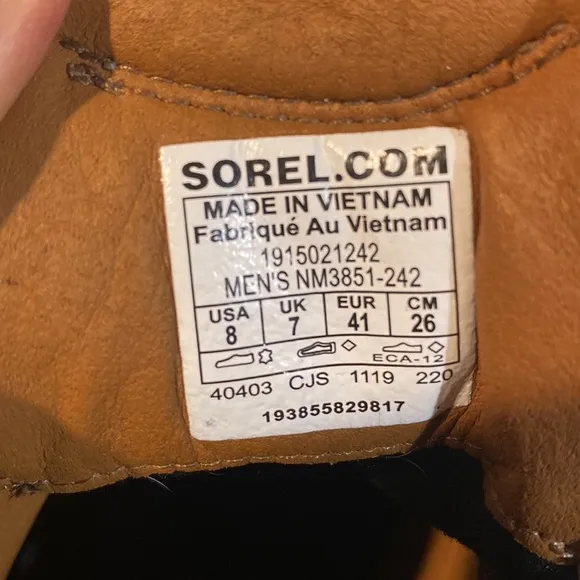 SOREL.COM
MADE IN VIETNAM
Fabriqué Au Vietnam
1915021242
MEN'S NM3851-242
USA UK EUR CM
8 7 41 26
ECA-12
40403 CJS 1119 220
193855829817